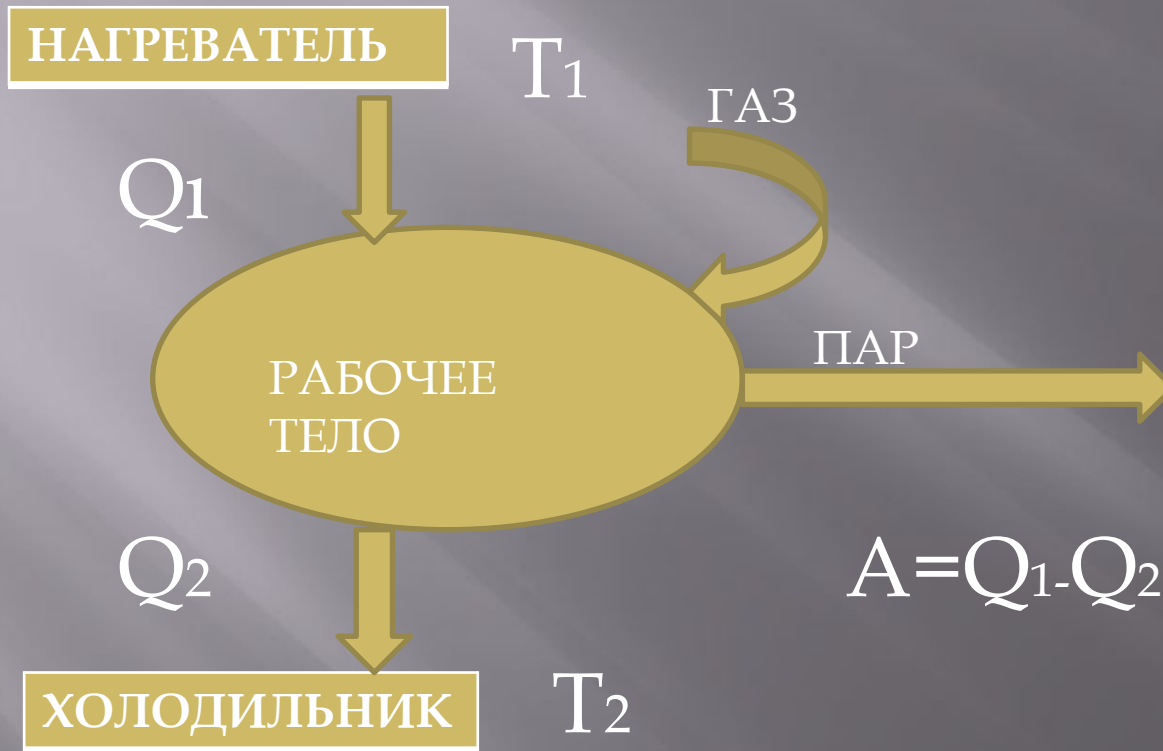 НАГРЕВАТЕЛЬ
T1
ГАЗ
Q1
ПАР
РАБОЧЕЕ
ТЕЛО
Q2
A=Q1-Q2
ХОЛОДИЛЬНИК
T2